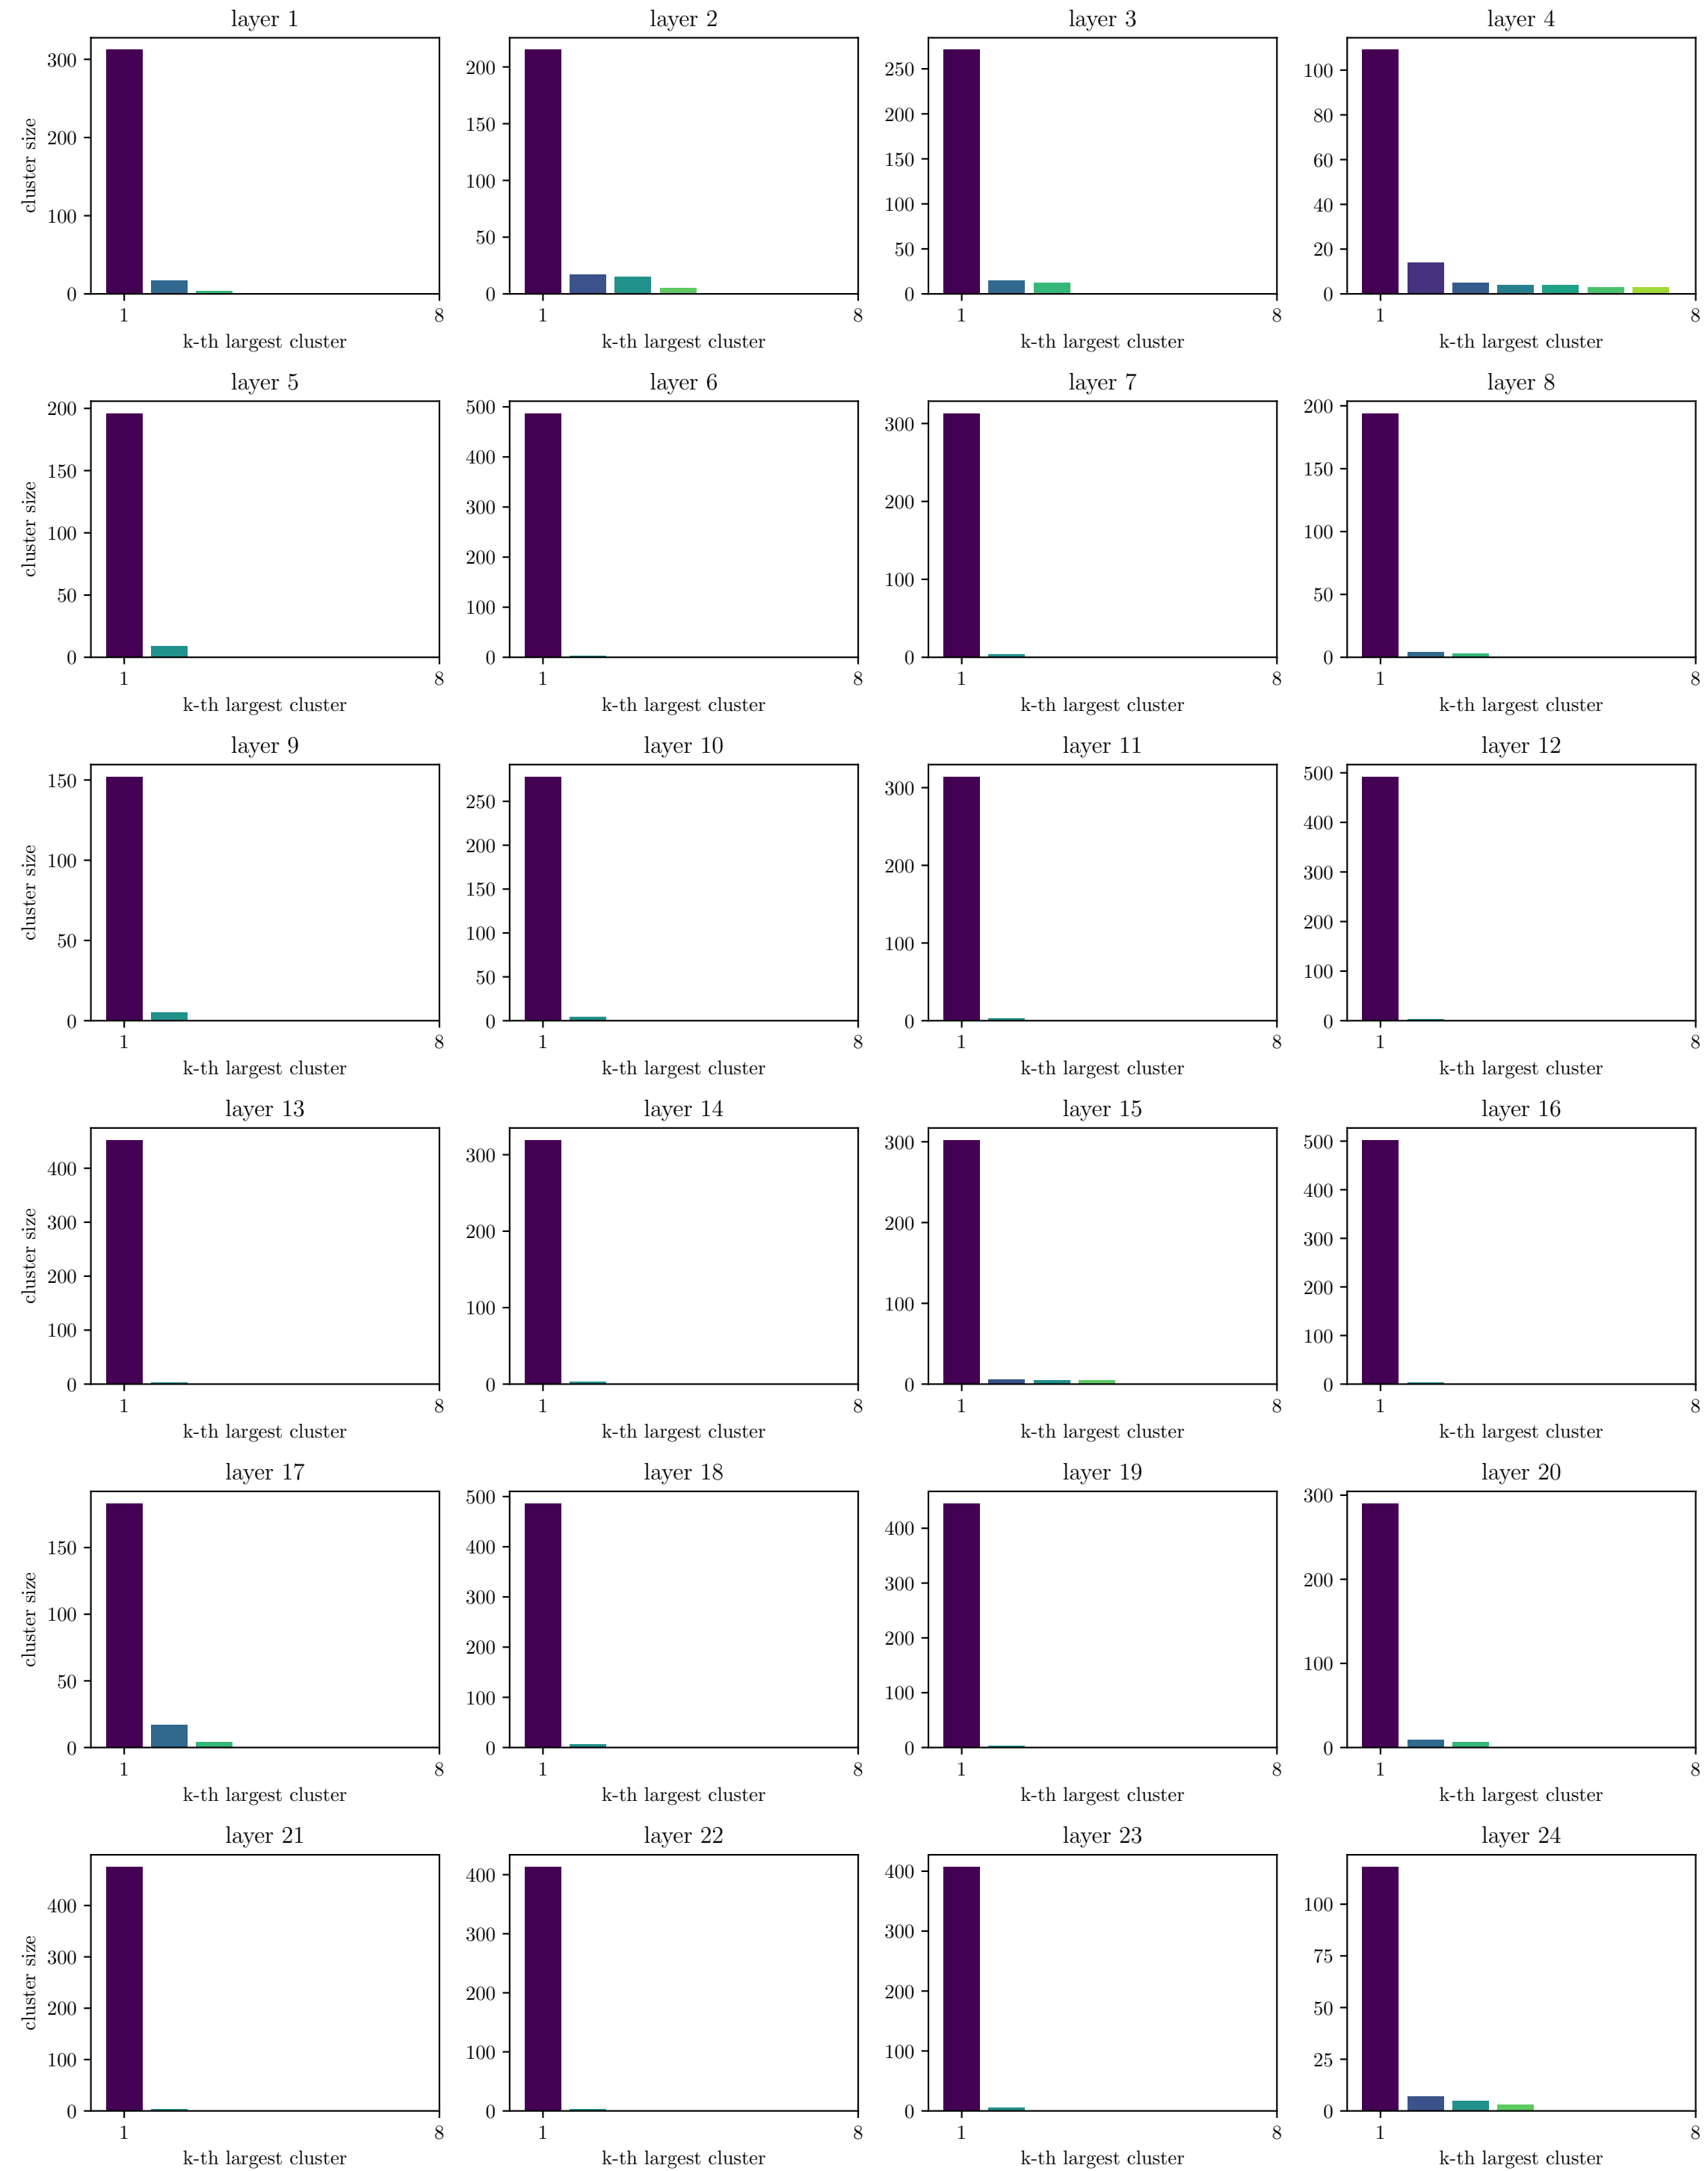 layer 1
layer 2
layer 3
layer 4
cluster size
300
200
100
0
200
150
100
50
0
250
200
150
100
50
0
100
80
60
40
20
0
1 8
1 8
1 8
1 8
k-th largest cluster
k-th largest cluster
k-th largest cluster
k-th largest cluster
layer 5
layer 6
layer 7
layer 8
cluster size
200
150
100
50
0
500
400
300
200
100
0
300
200
100
0
200
150
100
50
0
1 8
1 8
1 8
1 8
k-th largest cluster
k-th largest cluster
k-th largest cluster
k-th largest cluster
layer 9
layer 10
layer 11
layer 12
cluster size
150
100
50
0
250
200
150
100
50
0
300
200
100
0
500
400
300
200
100
0
1 8
1 8
1 8
1 8
k-th largest cluster
k-th largest cluster
k-th largest cluster
k-th largest cluster
layer 13
layer 14
layer 15
layer 16
cluster size
400
300
200
100
0
300
200
100
0
300
200
100
0
500
400
300
200
100
0
1 8
1 8
1 8
1 8
k-th largest cluster
k-th largest cluster
k-th largest cluster
k-th largest cluster
layer 17
layer 18
layer 19
layer 20
cluster size
150
100
50
0
500
400
300
200
100
0
400
300
200
100
0
300
200
100
0
1 8
1 8
1 8
1 8
k-th largest cluster
k-th largest cluster
k-th largest cluster
k-th largest cluster
layer 21
layer 22
layer 23
layer 24
cluster size
400
300
200
100
0
400
300
200
100
0
400
300
200
100
0
100
75
50
25
0
1 8
1 8
1 8
1 8
k-th largest cluster
k-th largest cluster
k-th largest cluster
k-th largest cluster